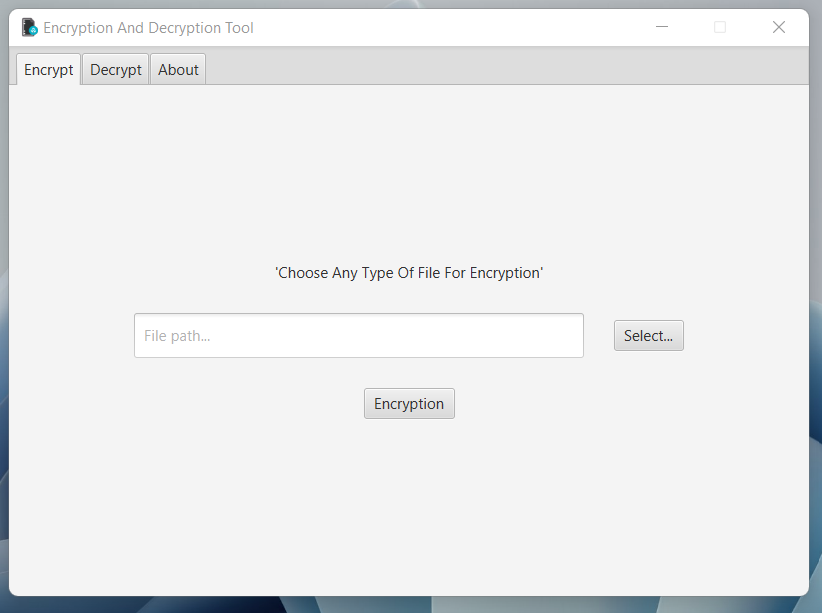 Encryption And Decryption Tool
Encrypt Decrypt About
'Choose Any Type Of File For Encryption'
File path... Select...
Encryption